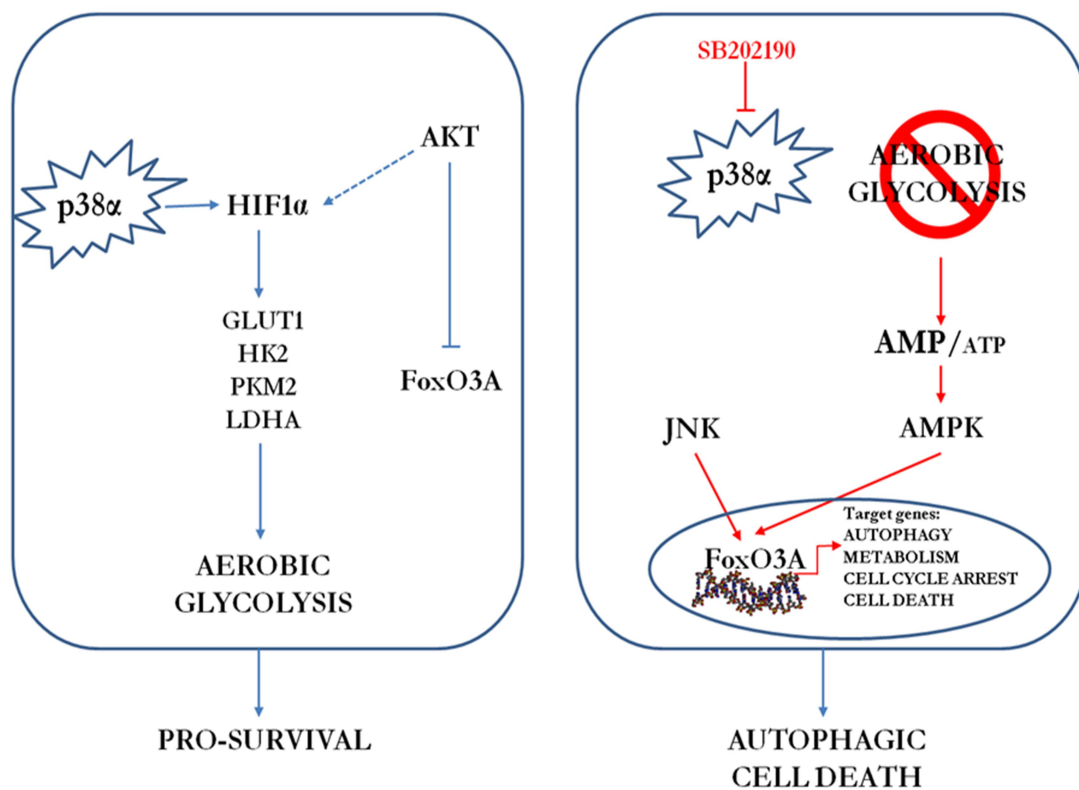 AKT
p38α
HIF1α
GLUT1
HK2
PKM2
LDHA
FoxO3A
AEROBIC
GLYCOLYSIS
PRO-SURVIVAL
SB202190
p38α
AEROBIC
GLYCOLYSIS
AMP/ATP
JNK
AMPK
FoxO3A
Target genes:
AUTOPHAGY
METABOLISM
CELL CYCLE ARREST
CELL DEATH
AUTOPHAGIC
CELL DEATH